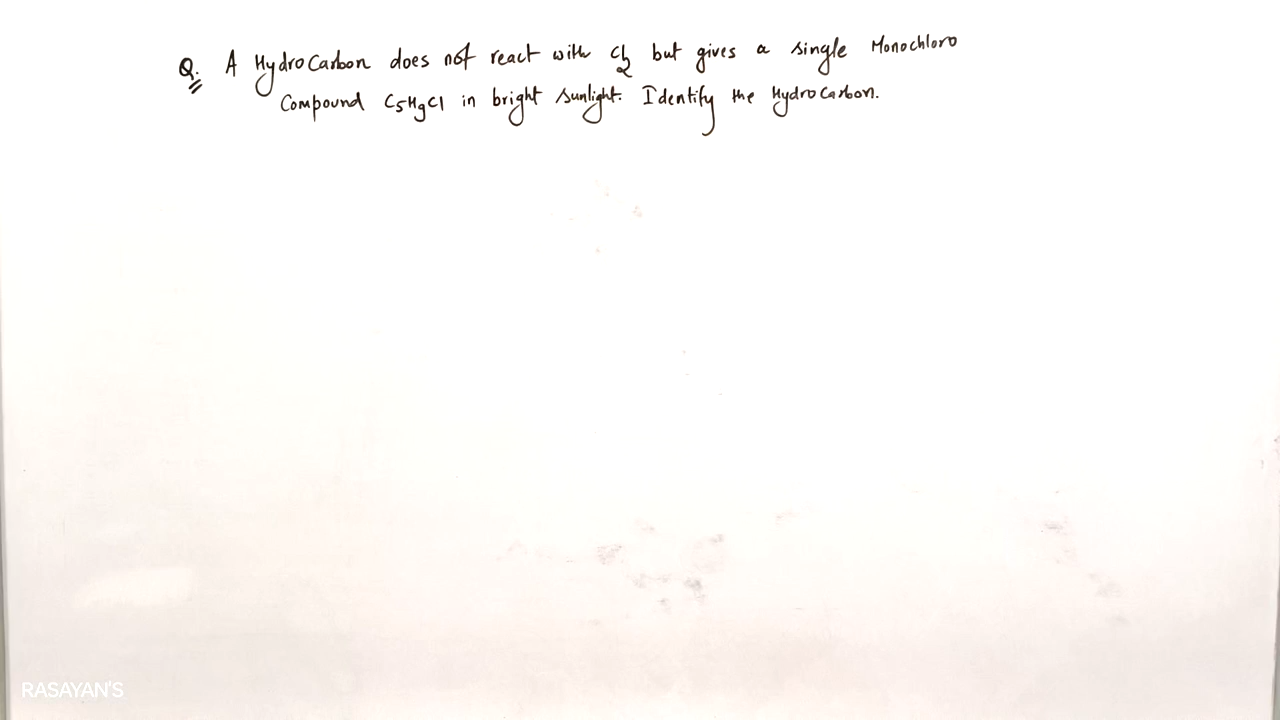 Q. A HydroCarbon does not react with Cl2 but gives a single Monochloro
Compound C5H9Cl in bright sunlight. Identify the HydroCarbon.
RASAYAN'S